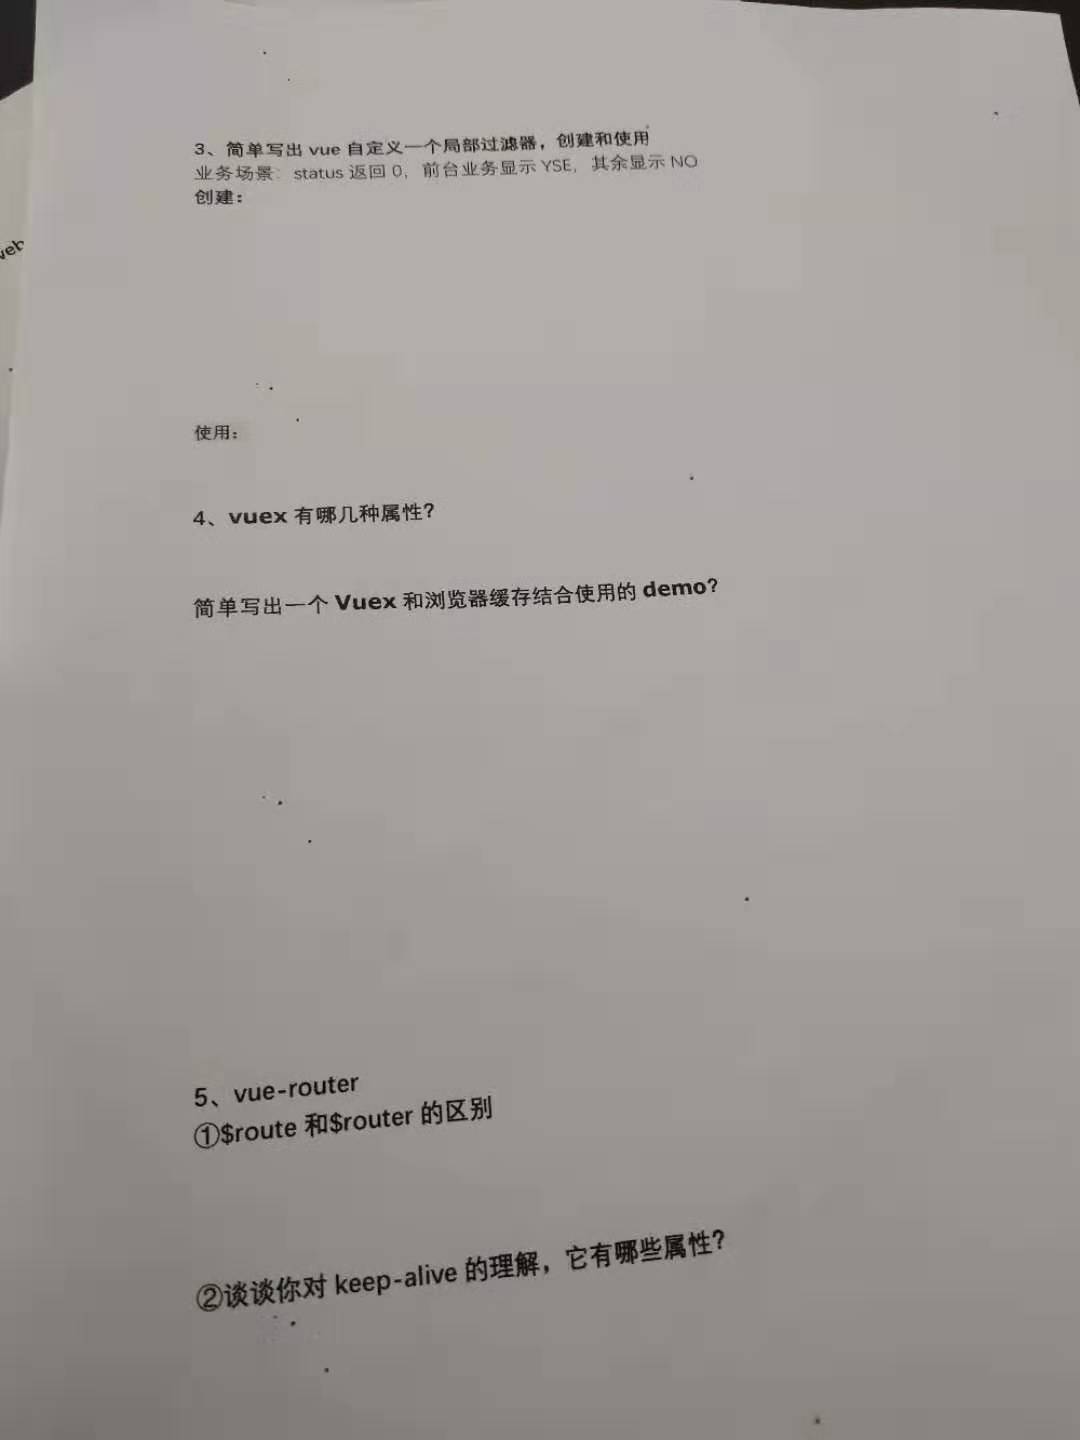 3、简单写出 vue 自定义一个局部过滤器，创建和使用
业务场景：status 返回 0，前台业务显示 YSE，其余显示 NO
创建：
veb
使用：
4、vuex 有哪几种属性？
简单写出一个 Vuex 和浏览器缓存结合使用的 demo？
5、vue-router
①$route 和$router 的区别
②谈谈你对 keep-alive 的理解，它有哪些属性？